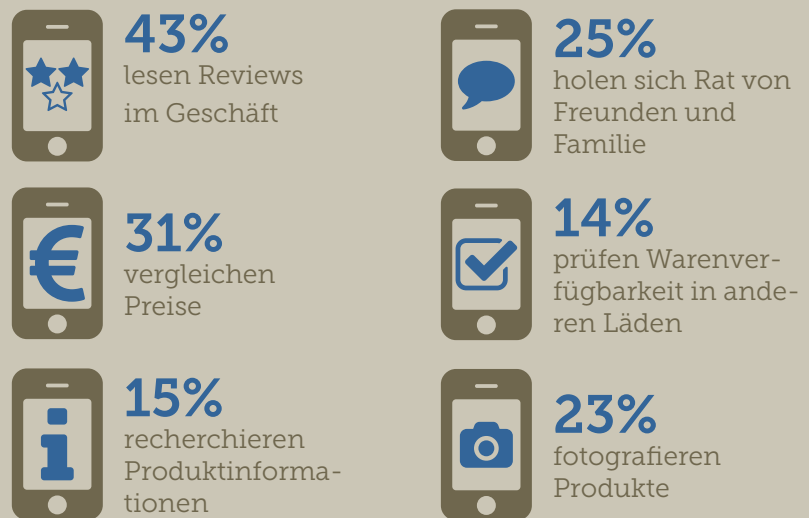 43%
lesen Reviews
im Geschäft
25%
holen sich Rat von
Freunden und
Familie
31%
vergleichen
Preise
14%
prüfen Warenver-
fügbarkeit in ande-
ren Läden
15%
recherchieren
Produktinforma-
tionen
23%
fotografieren
Produkte